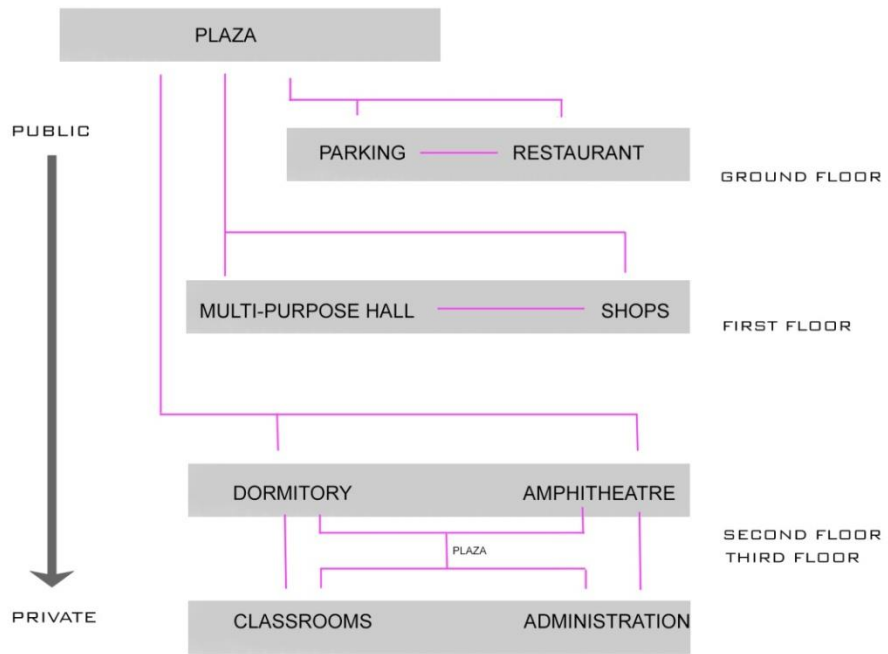 PLAZA
PUBLIC
PARKING RESTAURANT
GROUND FLOOR
MULTI-PURPOSE HALL SHOPS
FIRST FLOOR
DORMITORY AMPHITHEATRE
SECOND FLOOR
PLAZA
THIRD FLOOR
PRIVATE
CLASSROOMS ADMINISTRATION